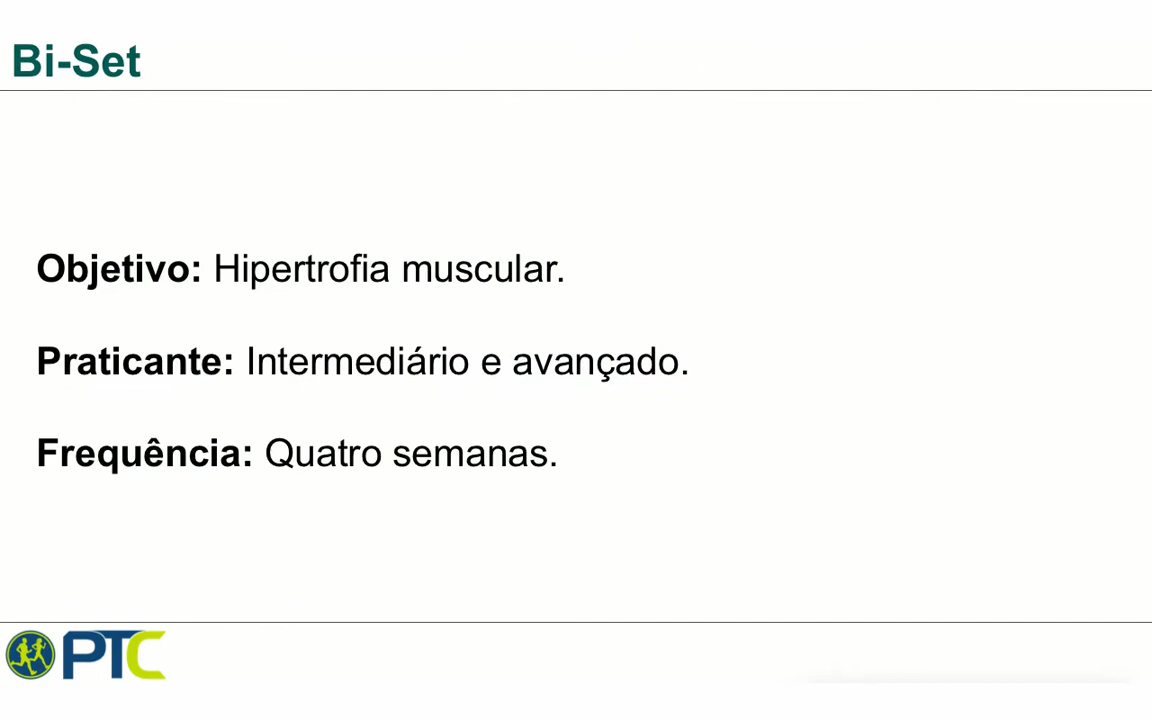 Bi-Set
Objetivo: Hipertrofia muscular.
Praticante: Intermediário e avançado.
Frequência: Quatro semanas.
PTC